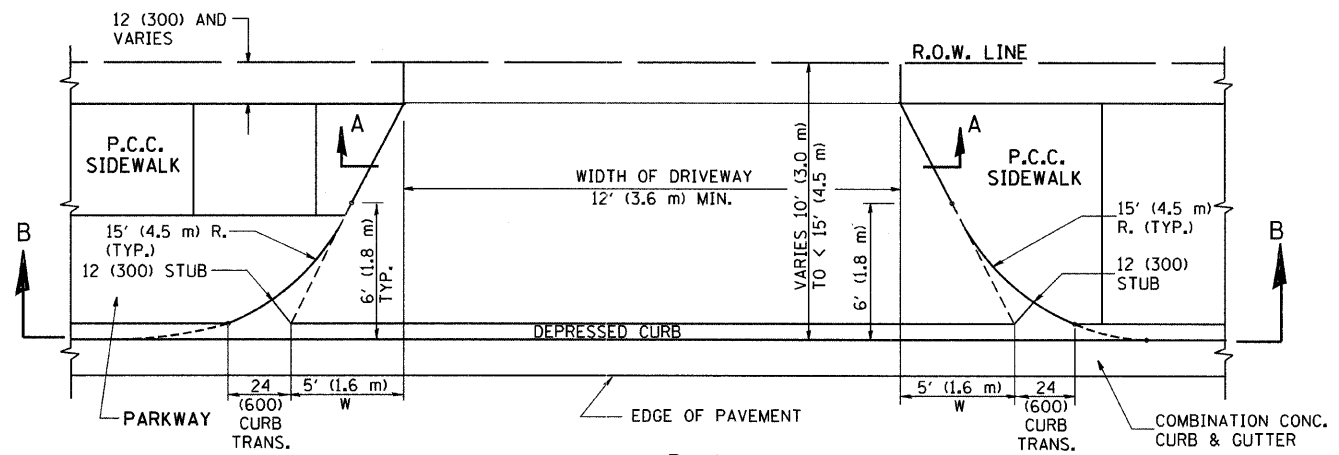 12 (300) AND
VARIES
R.O.W. LINE
A
A
P.C.C.
SIDEWALK
P.C.C.
SIDEWALK
WIDTH OF DRIVEWAY
12' (3.6 m) MIN.
VARIES 10' (3.0 m)
TO < 15' (4.5 m)
B
B
15' (4.5 m) R.
(TYP.)
12 (300) STUB
6' (1.8 m)
TYP.
6' (1.8 m)
15' (4.5 m)
R. (TYP.)
12 (300)
STUB
DEPRESSED CURB
24
(600)
CURB
TRANS.
5' (1.6 m)
W
5' (1.6 m)
W
24
(600)
CURB
TRANS.
PARKWAY
EDGE OF PAVEMENT
COMBINATION CONC.
CURB & GUTTER